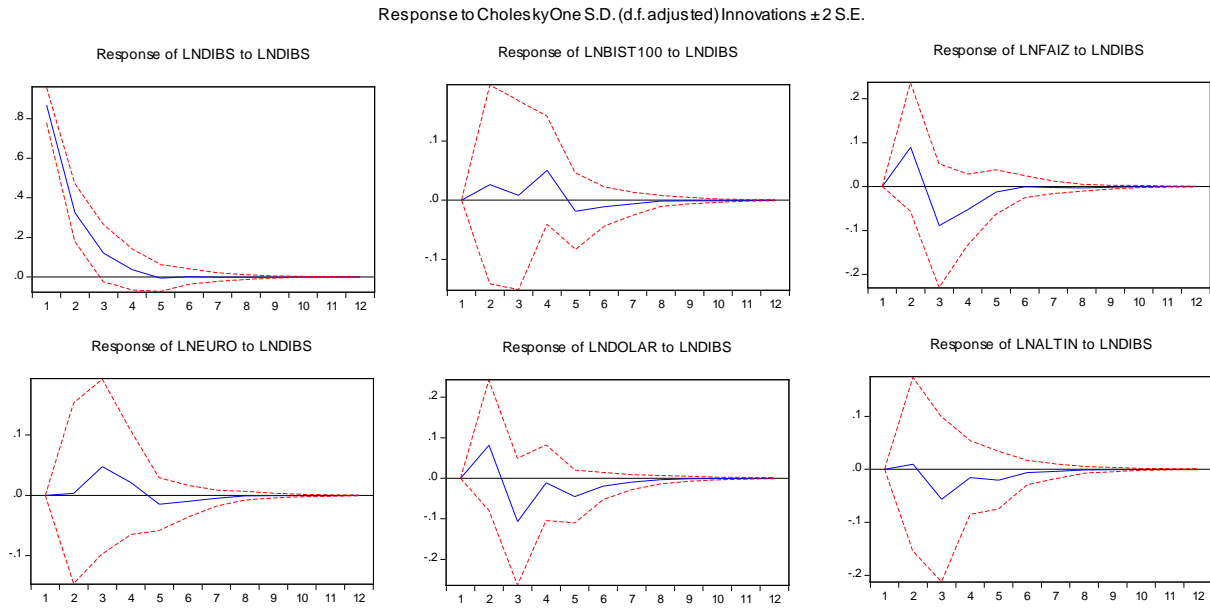 Response to Cholesky One S.D. (d.f. adjusted) Innovations ± 2 S.E.
Response of LNDIBS to LNDIBS
.8
.6
.4
.2
.0
1 2 3 4 5 6 7 8 9 10 11 12
Response of LNBIST100 to LNDIBS
.1
.0
-.1
1 2 3 4 5 6 7 8 9 10 11 12
Response of LNFAIZ to LNDIBS
.2
.1
.0
-.1
-.2
1 2 3 4 5 6 7 8 9 10 11 12
Response of LNEURO to LNDIBS
.1
.0
-.1
1 2 3 4 5 6 7 8 9 10 11 12
Response of LNDOLAR to LNDIBS
.2
.1
.0
-.1
-.2
1 2 3 4 5 6 7 8 9 10 11 12
Response of LNALTIN to LNDIBS
.1
.0
-.1
-.2
1 2 3 4 5 6 7 8 9 10 11 12